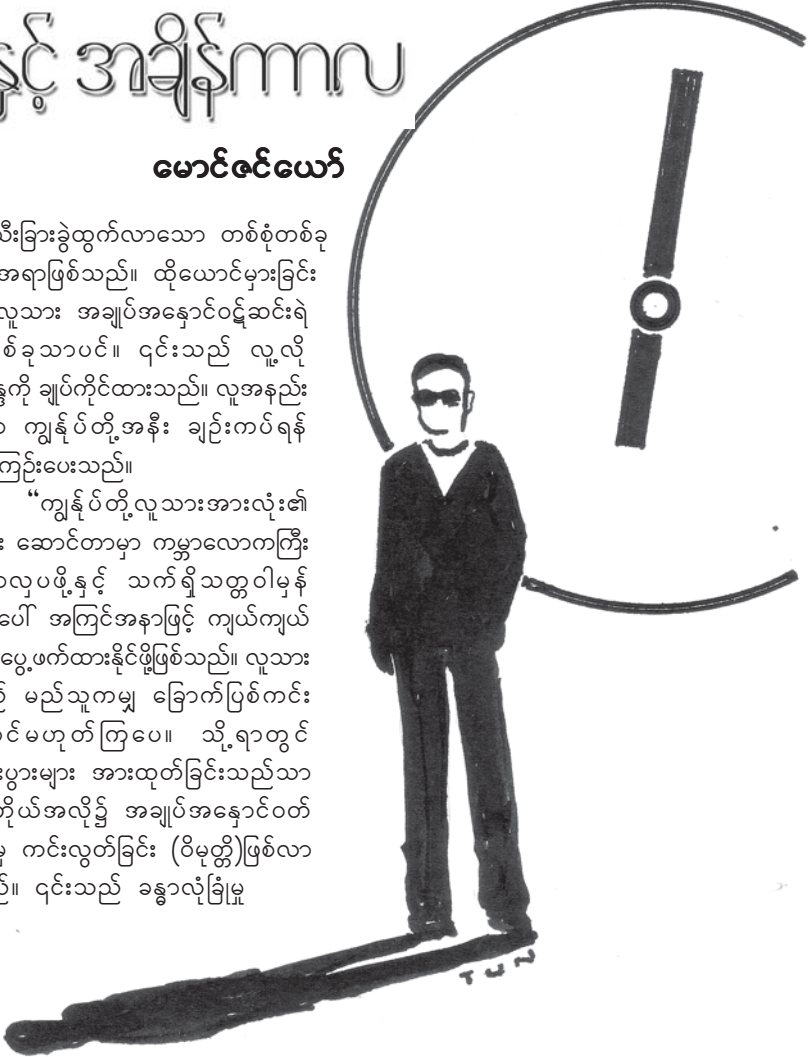 နှင့် အချိန်ကာလ
မောင်ဇင်ယော်
သီးခြားခွဲထွက်လာသော တစ်စုံတစ်ခု
အရာဖြစ်သည်။ ထိုယောင်မှားခြင်း
လူသား အချုပ်အနှောင်ဝဋ်ဆင်းရဲ
စ်ခုသာပင်။ ၎င်းသည် လူ့လို
ချုပ်ကိုင်ထားသည်။ လူအနည်း
ကျွန်ုပ်တို့အနီး ချဉ်းကပ်ရန်
ကြဉ်းပေးသည်။
“ကျွန်ုပ်တို့လူသားအားလုံး၏
ဆောင်တာမှာ ကမ္ဘာလောကကြီး
လှပဖို့နှင့် သက်ရှိသတ္တဝါမှန်
ပေါ် အကြင်အနာဖြင့် ကျယ်ကျယ်
ပွေ့ဖက်ထားနိုင်ဖို့ဖြစ်သည်။ လူသား
မည်သူကမျှ ခြောက်ပြစ်ကင်း
င်မဟုတ်ကြပေ။ သို့ရာတွင်
းပွားများ အားထုတ်ခြင်းသည်သာ
ကိုယ်အလို၌ အချုပ်အနှောင်ဝတ်
မှ ကင်းလွတ်ခြင်း (ဝိမုတ္တိ)ဖြစ်လာ
ည်။ ၎င်းသည် ခန္ဓာလုံခြုံမှု
TUN